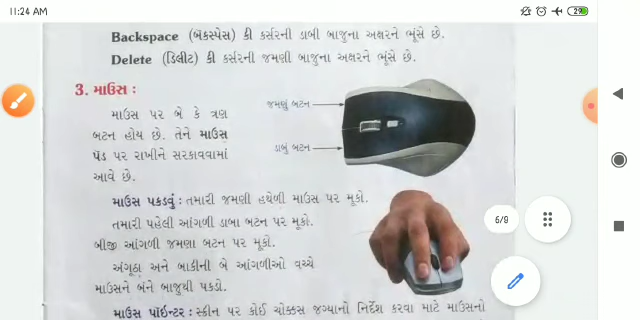 11:24 AM
29
Backspace (બૅકસ્પેસ) કી કર્સરની ડાબી બાજુના અક્ષરને ભૂંસે છે.
Delete (ડિલીટ) કી કર્સરની જમણી બાજુના અક્ષરને ભૂંસે છે.
3. માઉસ :
માઉસ પર બે કે ત્રણ
બટન હોય છે. તેને માઉસ
પૅડ પર રાખીને સરકાવવામાં
આવે છે.
જમણું બટન
ડાબું બટન
માઉસ પકડવું : તમારી જમણી હથેળી માઉસ પર મૂકો.
તમારી પહેલી આંગળી ડાબા બટન પર મૂકો.
બીજી આંગળી જમણા બટન પર મૂકો.
અંગૂઠા અને બાકીની બે આંગળીઓ વચ્ચે
માઉસને બંને બાજુથી પકડો.
6/9
માઉસ પૉઇન્ટર : સ્ક્રીન પર કોઈ ચોક્કસ જગ્યાનો નિર્દેશ કરવા માટે માઉસનો